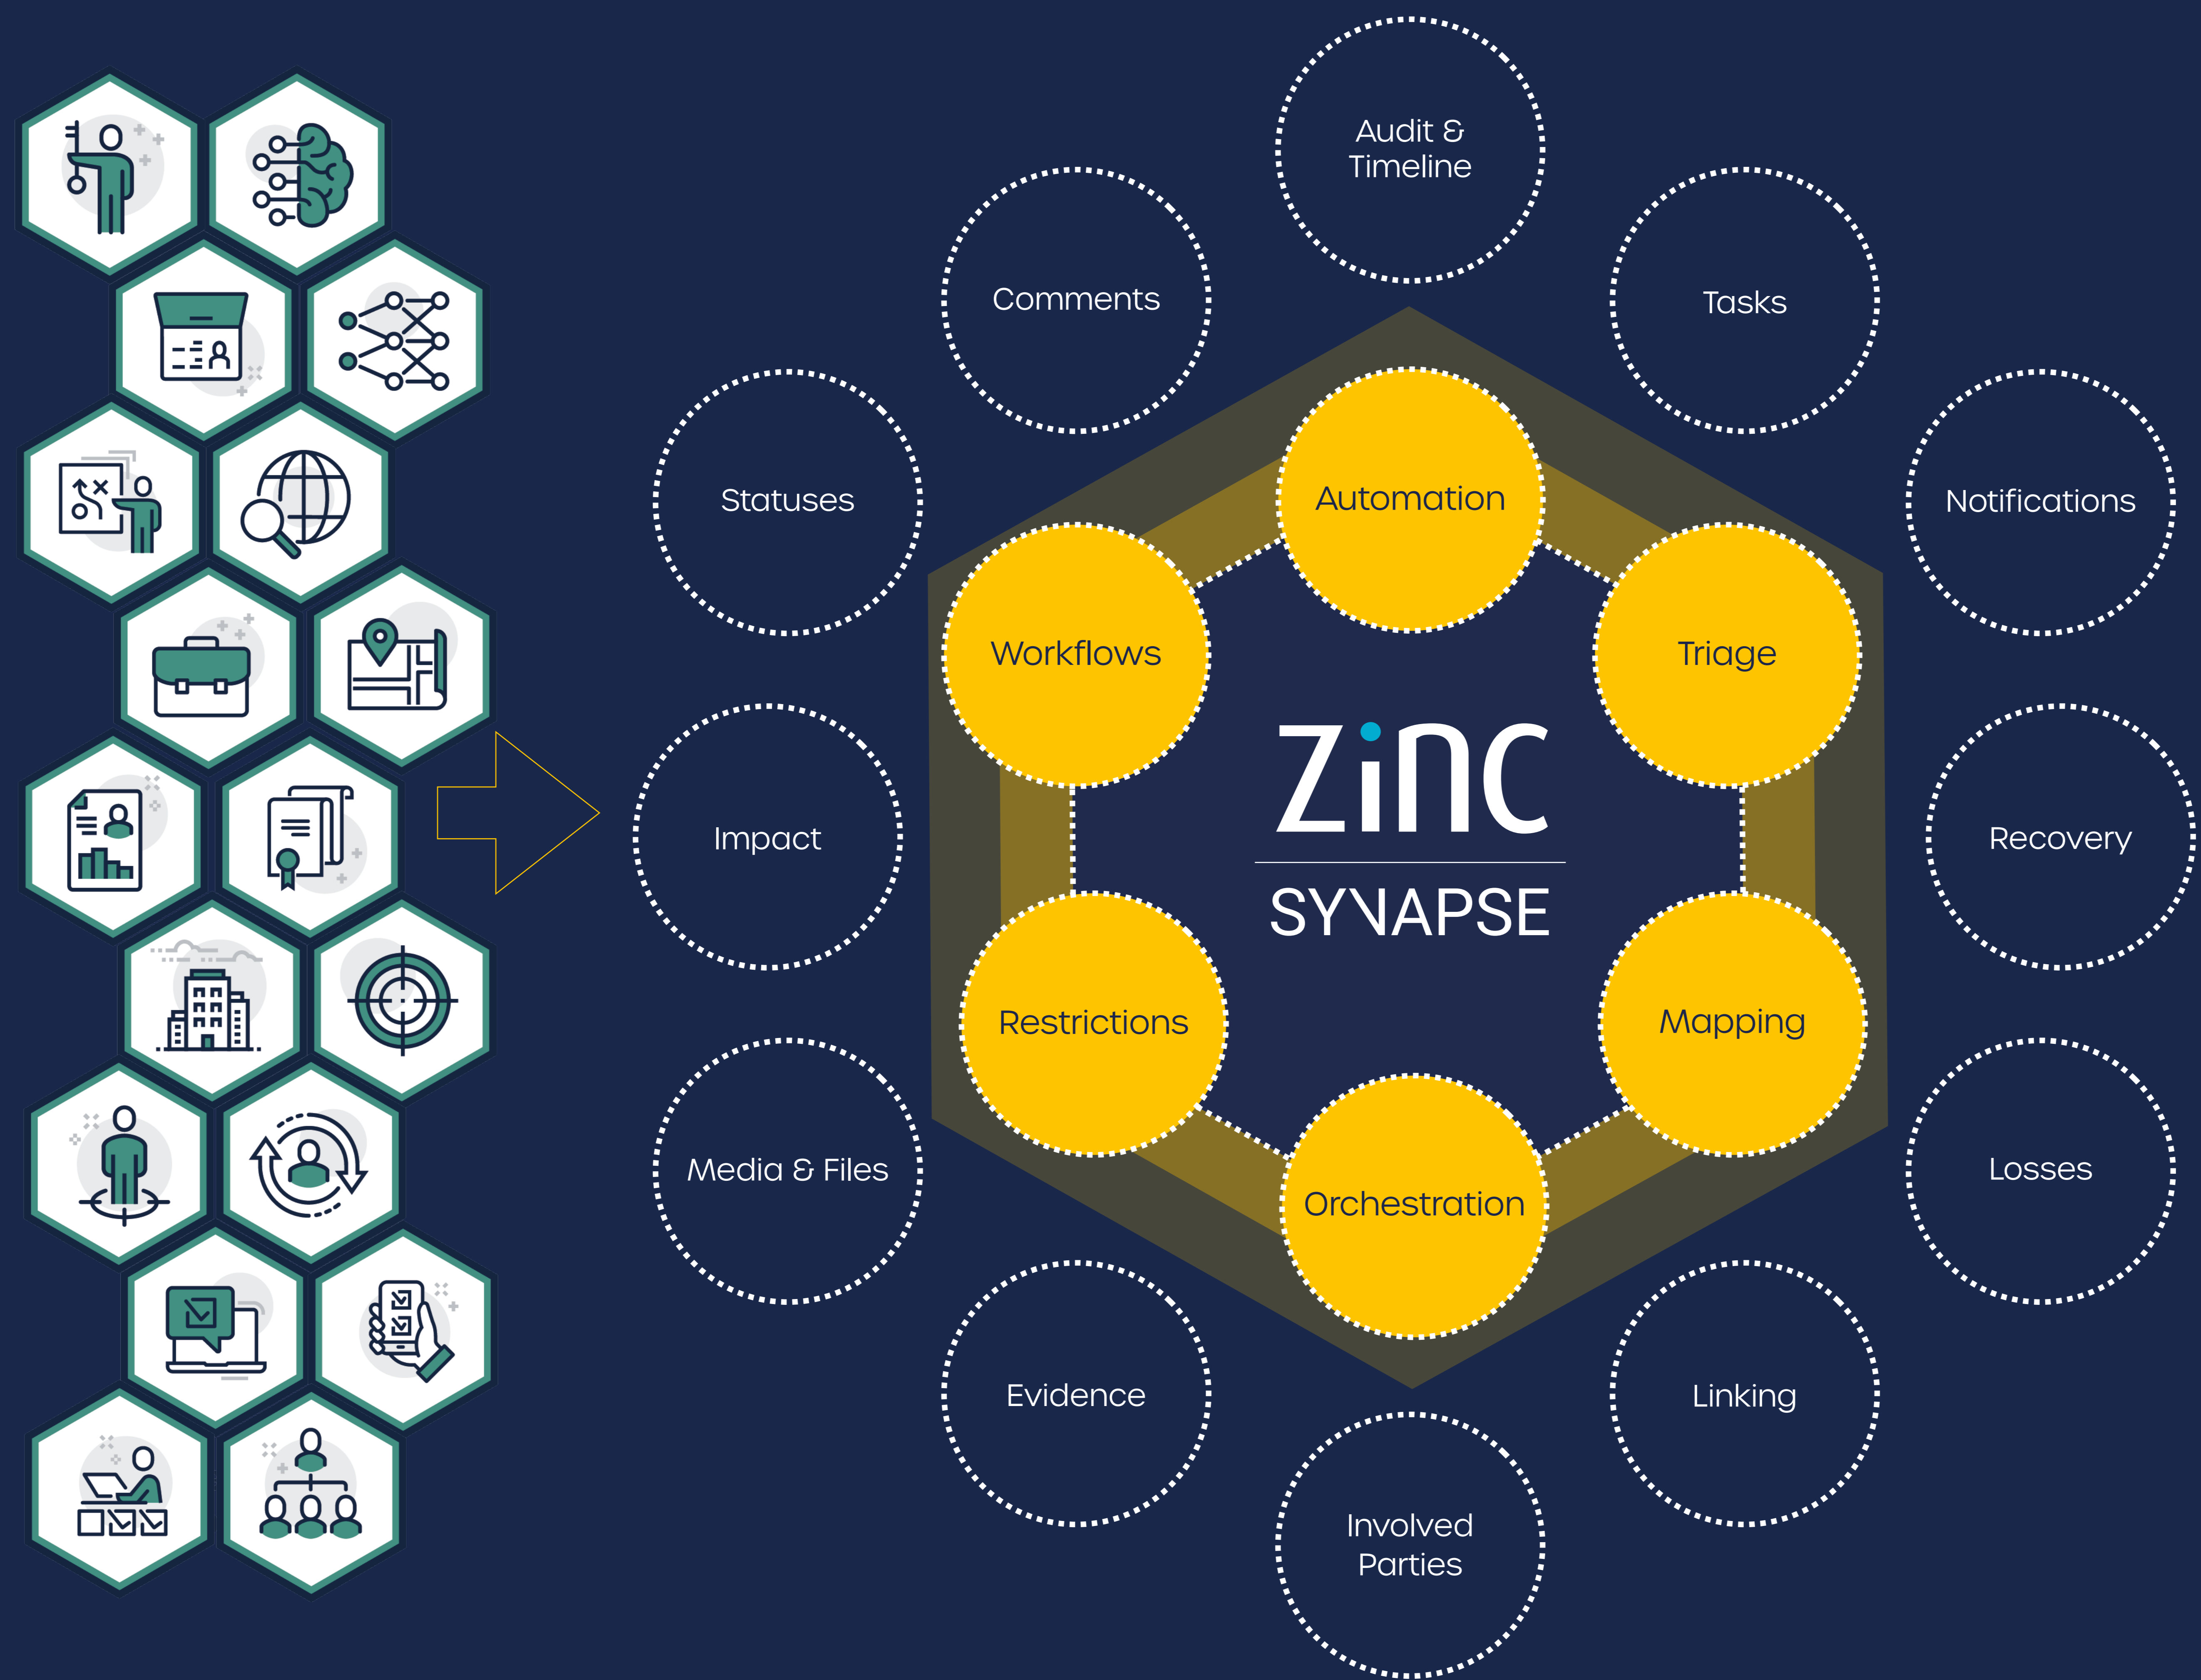 Audit &
Timeline
Comments
Tasks
Statuses
Notifications
Automation
Workflows
Triage
zinc
SYNAPSE
Impact
Recovery
Restrictions
Mapping
Media & Files
Losses
Orchestration
Evidence
Linking
Involved
Parties